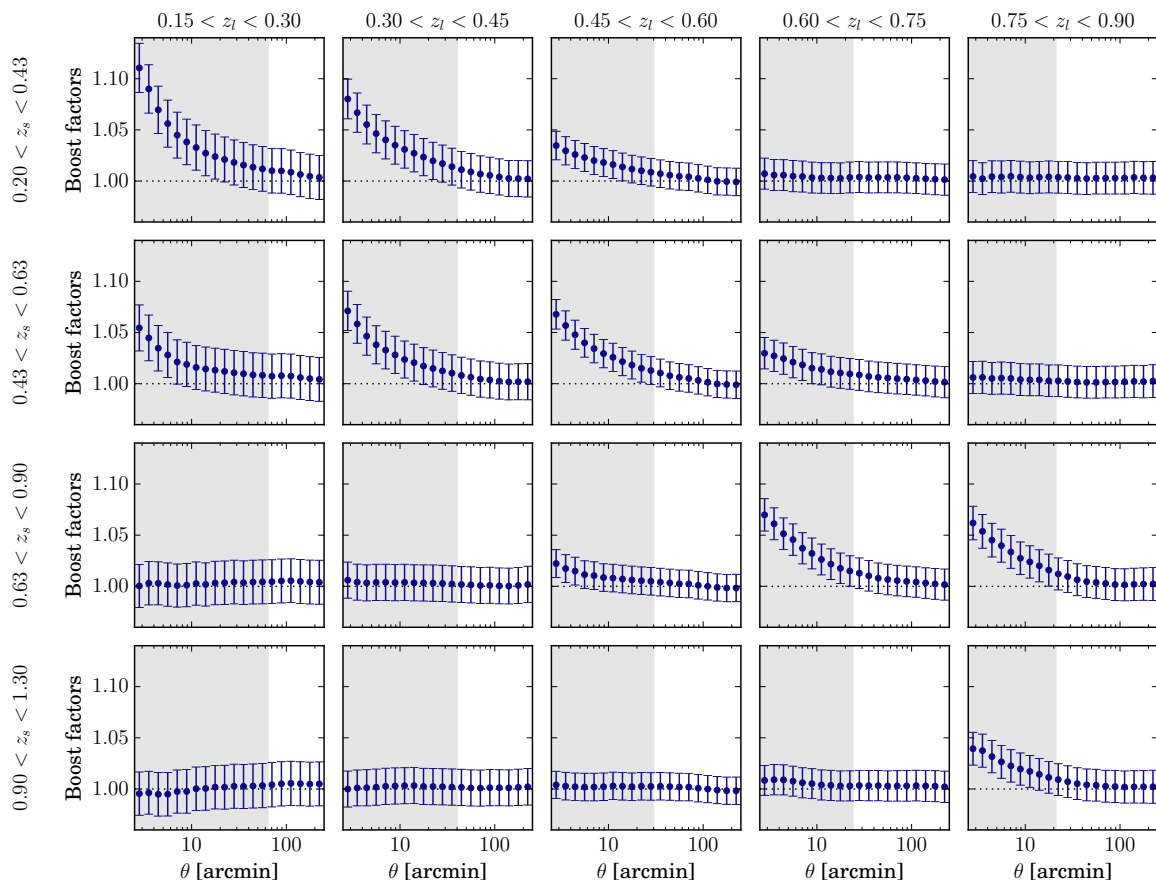 0.15 < z_l < 0.30 0.30 < z_l < 0.45 0.45 < z_l < 0.60 0.60 < z_l < 0.75 0.75 < z_l < 0.90
0.20 < z_s < 0.43
Boost factors
1.10
1.05
1.00
0.43 < z_s < 0.63
Boost factors
1.10
1.05
1.00
0.63 < z_s < 0.90
Boost factors
1.10
1.05
1.00
0.90 < z_s < 1.30
Boost factors
1.10
1.05
1.00
10 100 10 100 10 100 10 100 10 100
θ [arcmin] θ [arcmin] θ [arcmin] θ [arcmin] θ [arcmin]